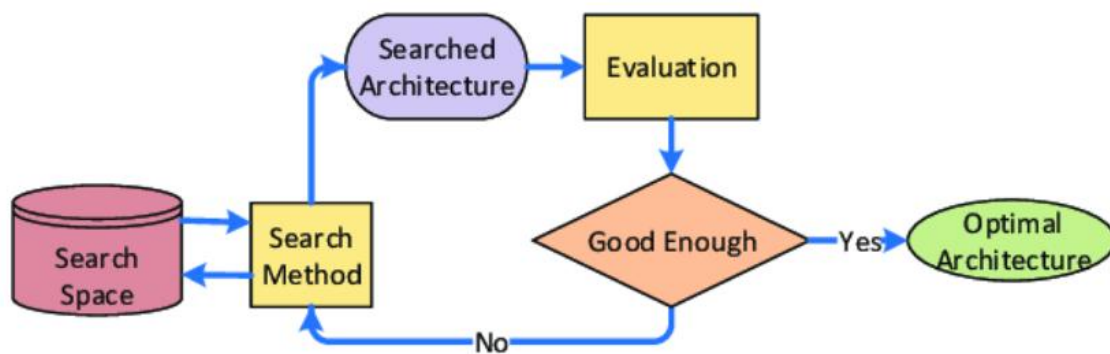 Searched
Architecture
Evaluation
Search
Space
Search
Method
Good Enough
Yes
Optimal
Architecture
No